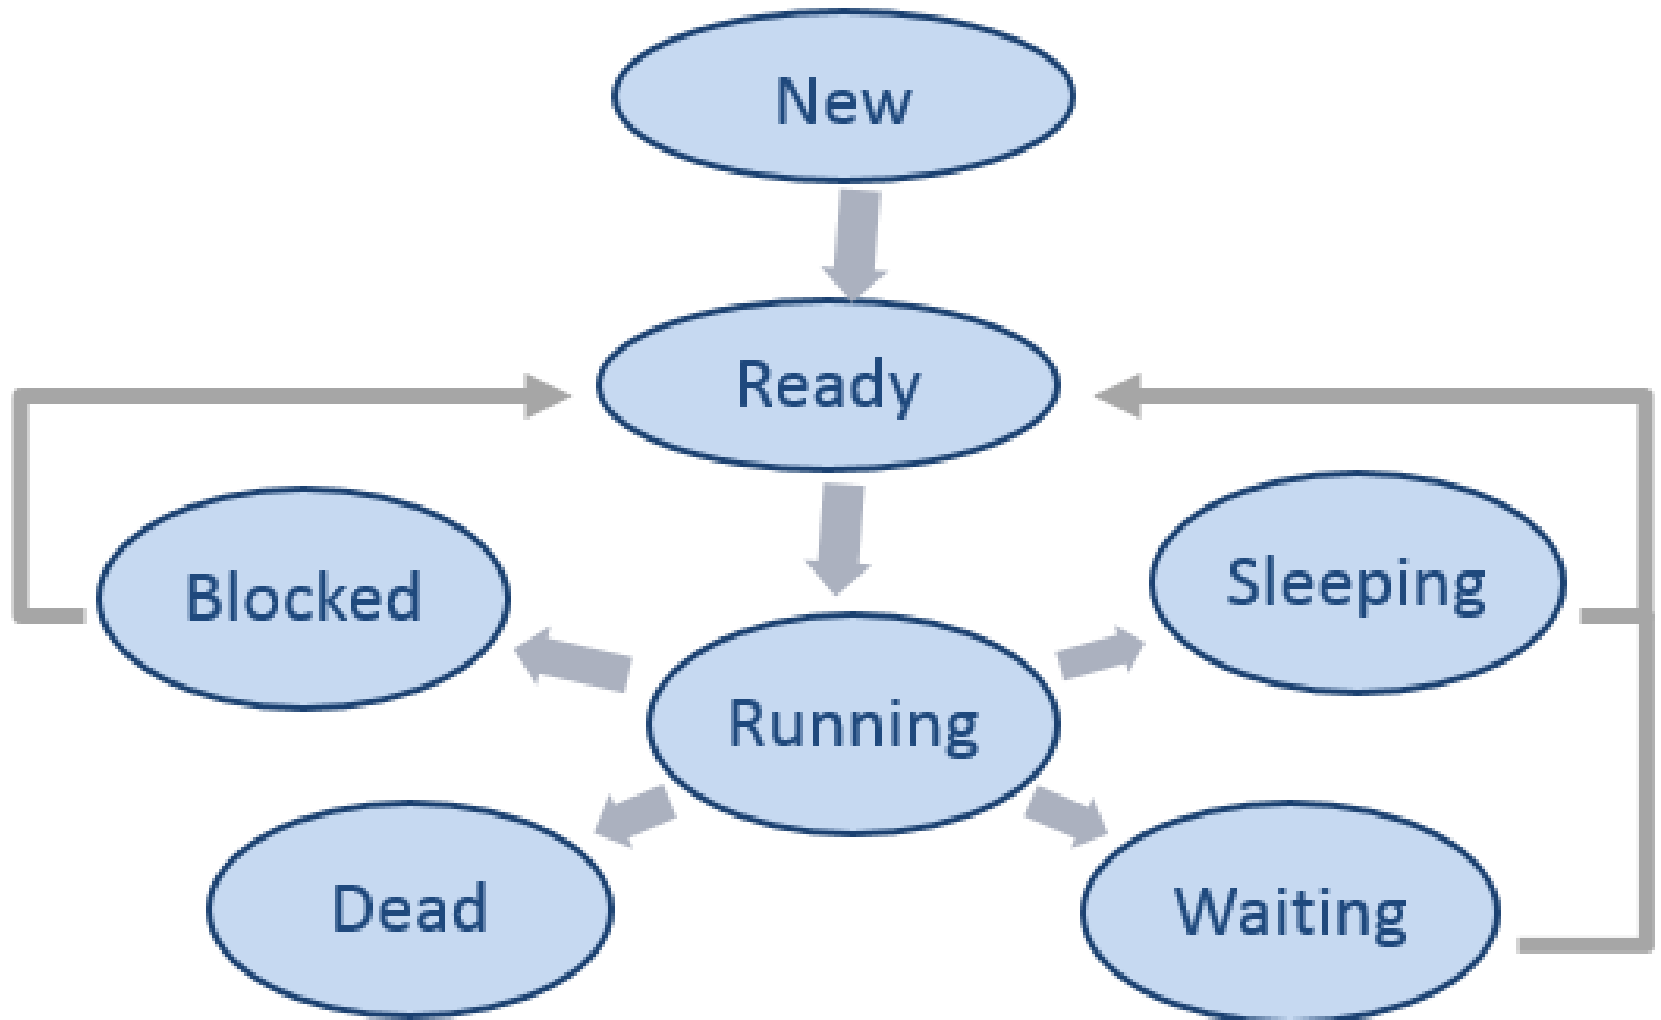 New
Ready
Blocked
Sleeping
Running
Dead
Waiting